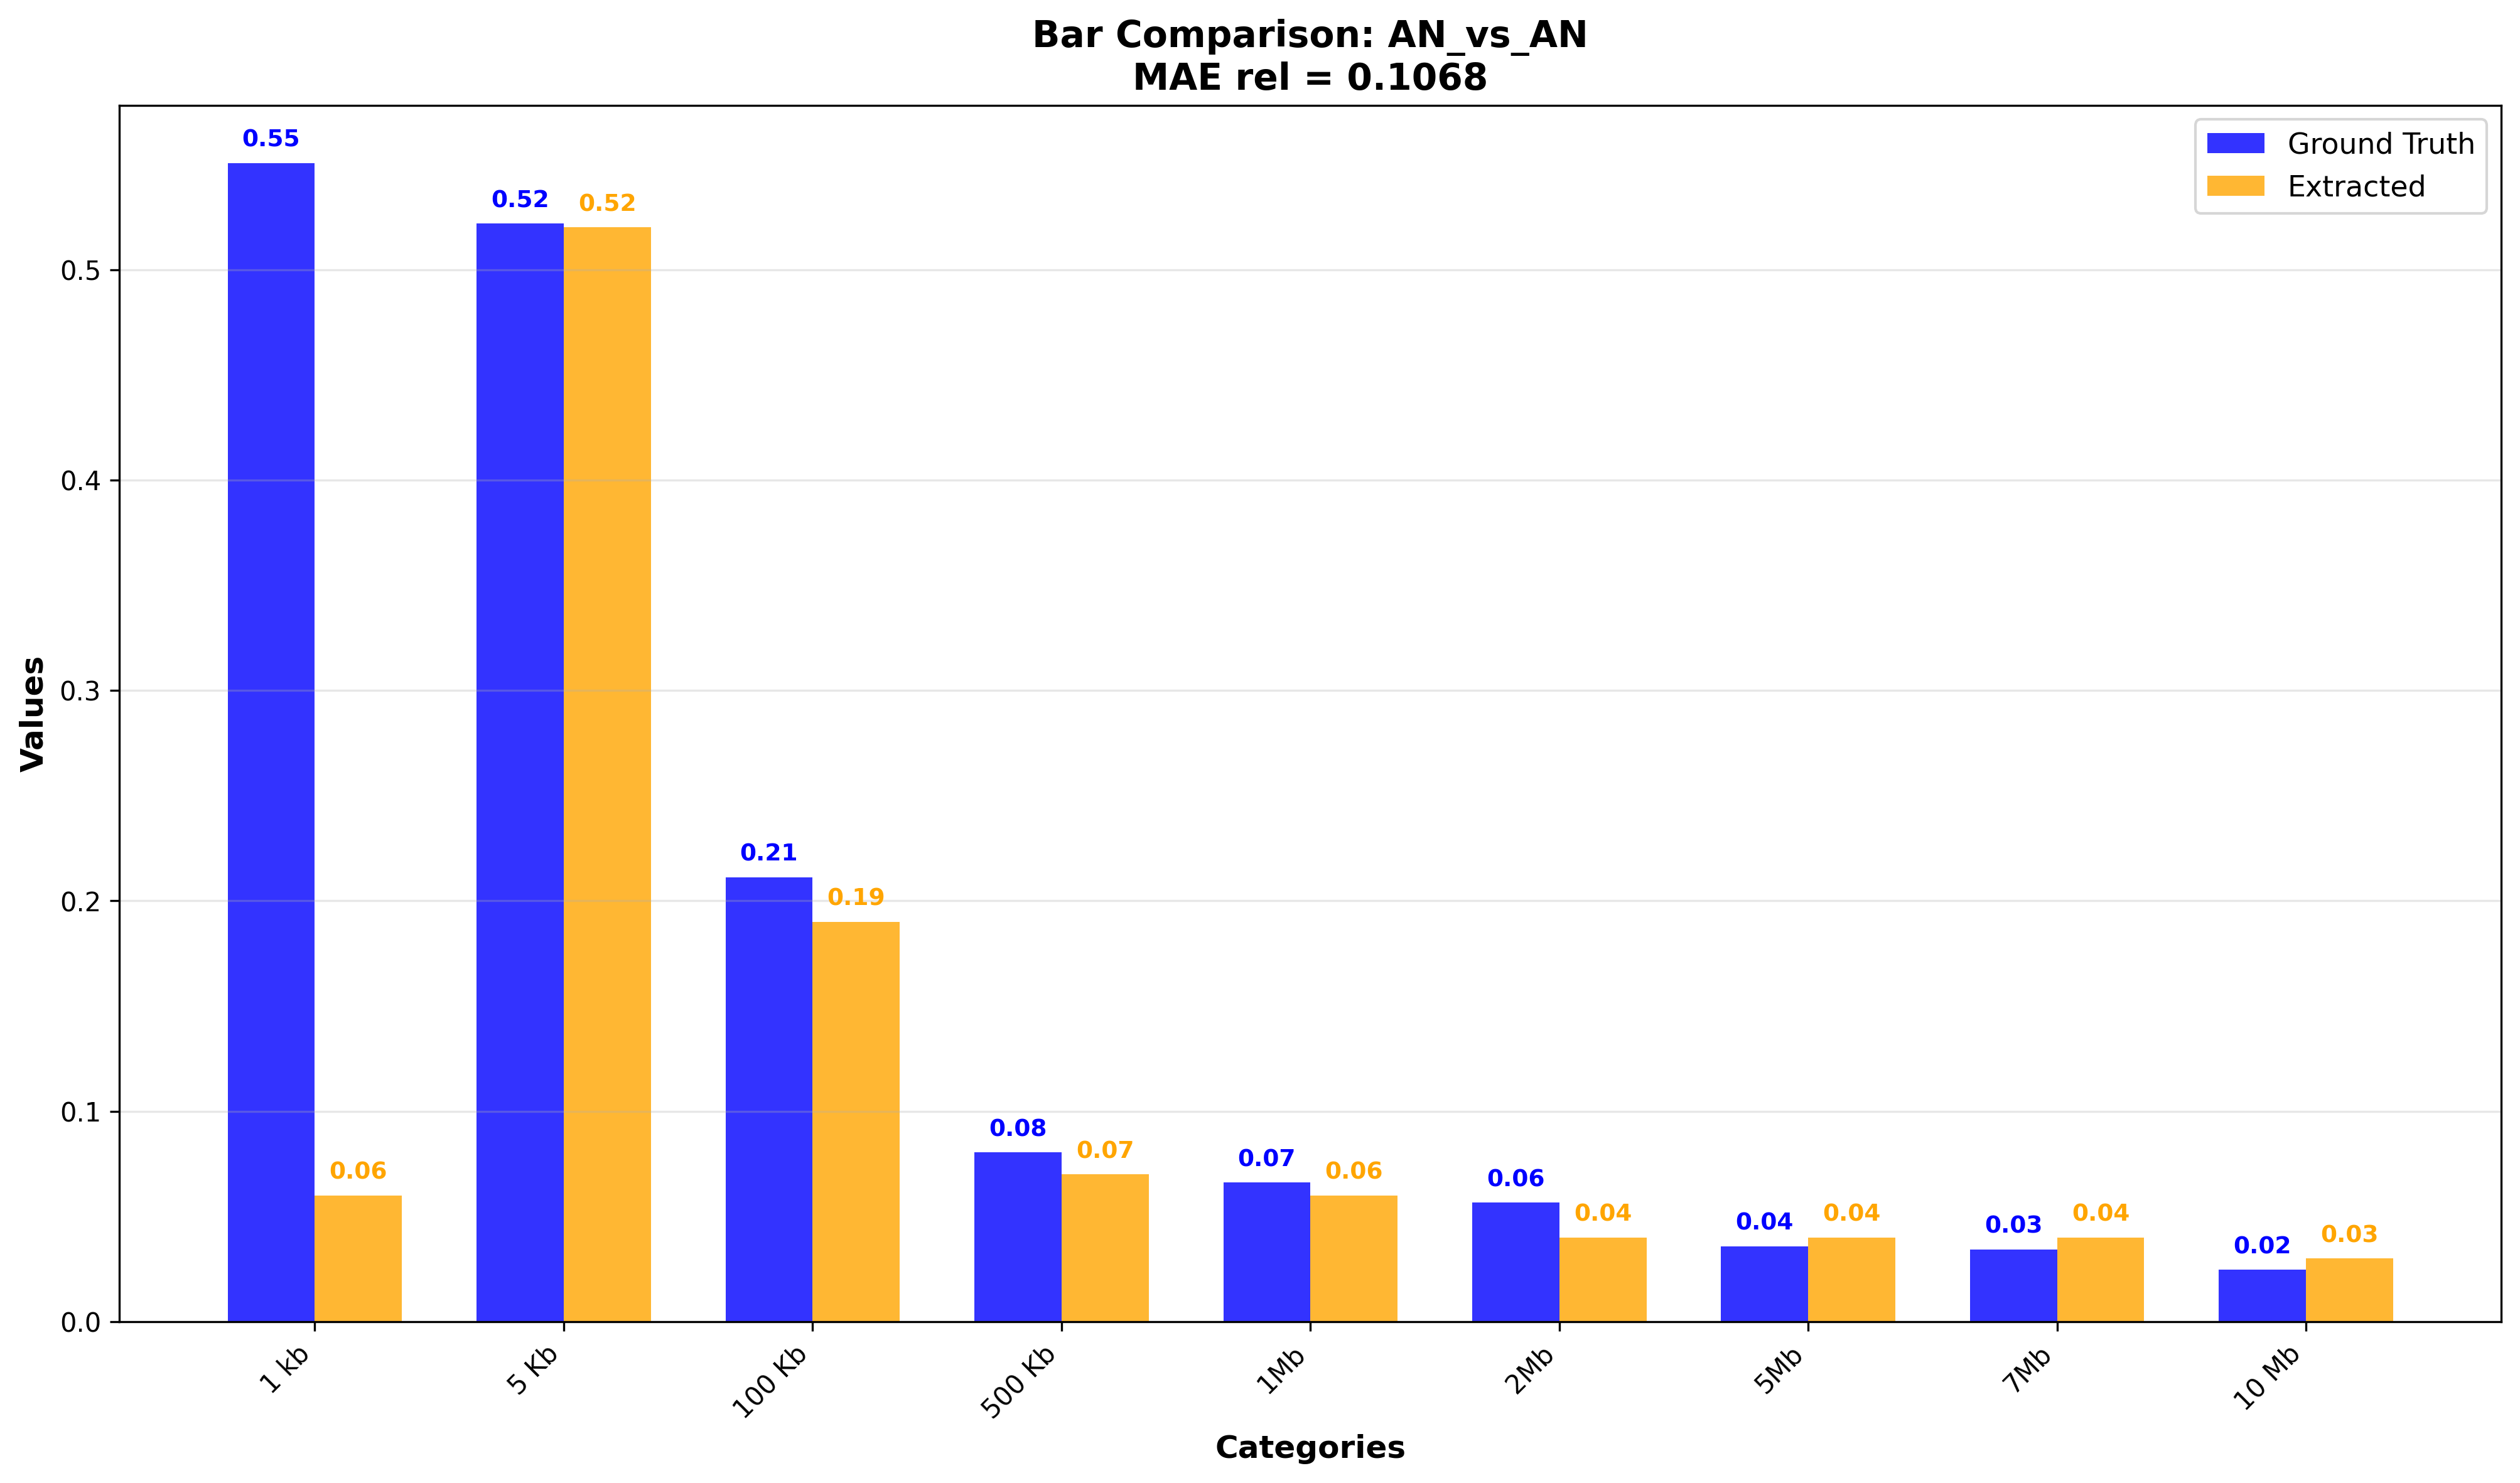 Bar Comparison: AN_vs_AN
MAE rel = 0.1068
Ground Truth
Extracted
Values
0.5
0.4
0.3
0.2
0.1
0.0
0.55
0.06
0.52
0.52
0.21
0.19
0.08
0.07
0.07
0.06
0.06
0.04
0.04
0.04
0.03
0.04
0.02
0.03
1 kb
5 Kb
100 Kb
500 Kb
1Mb
2Mb
5Mb
7Mb
10 Mb
Categories